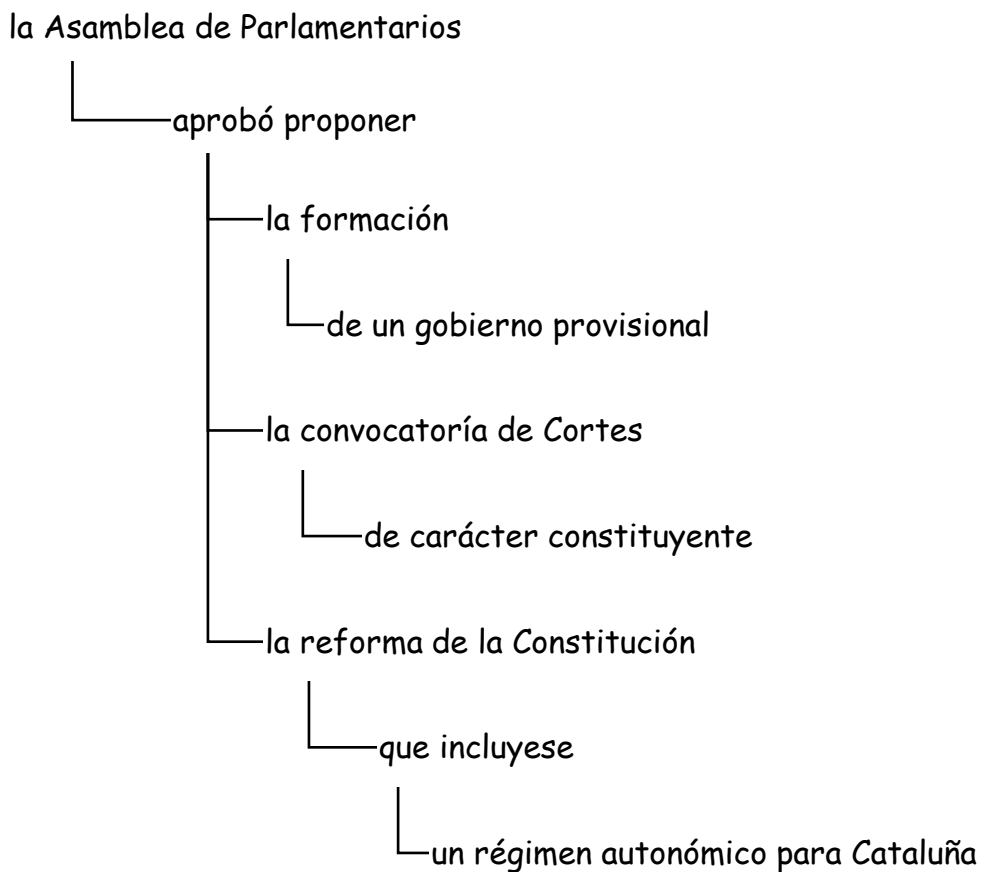 la Asamblea de Parlamentarios
aprobó proponer
la formación
de un gobierno provisional
la convocatoría de Cortes
de carácter constituyente
la reforma de la Constitución
que incluyese
un régimen autonómico para Cataluña